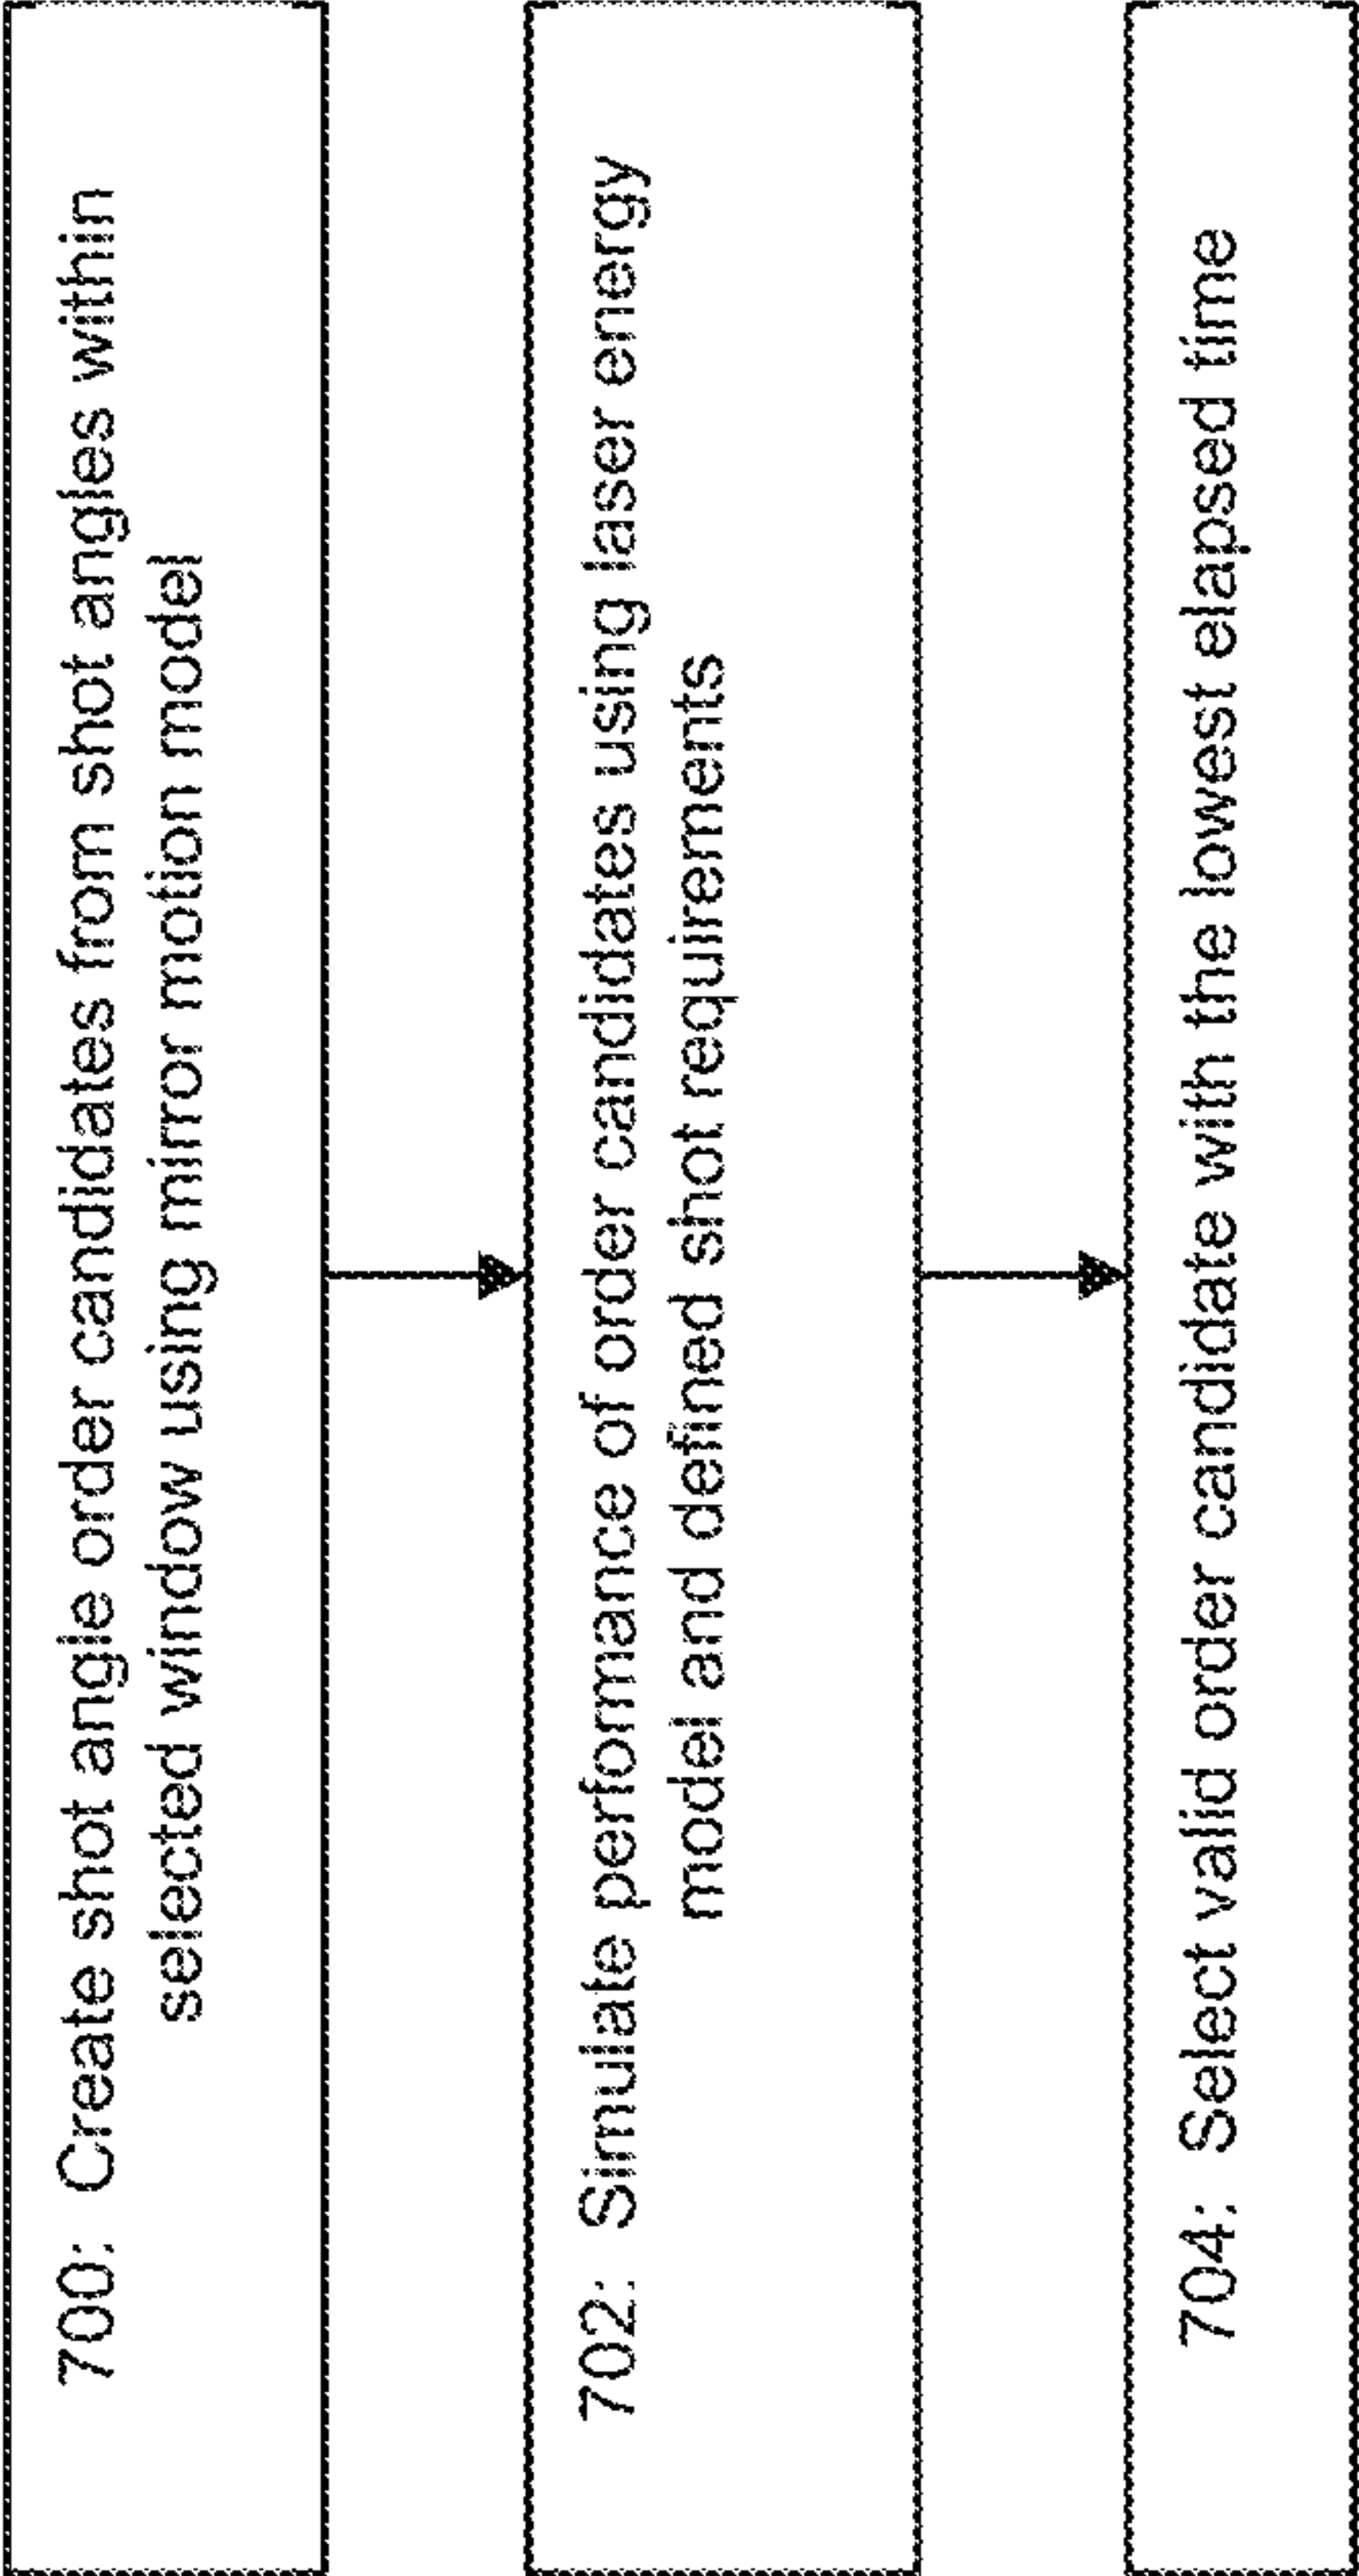 700: Create shot angle order candidates from shot angles within
selected window using mirror motion model
702: Simulate performance of order candidates using laser energy
model and defined shot requirements
704: Select valid order candidate with the lowest elapsed time